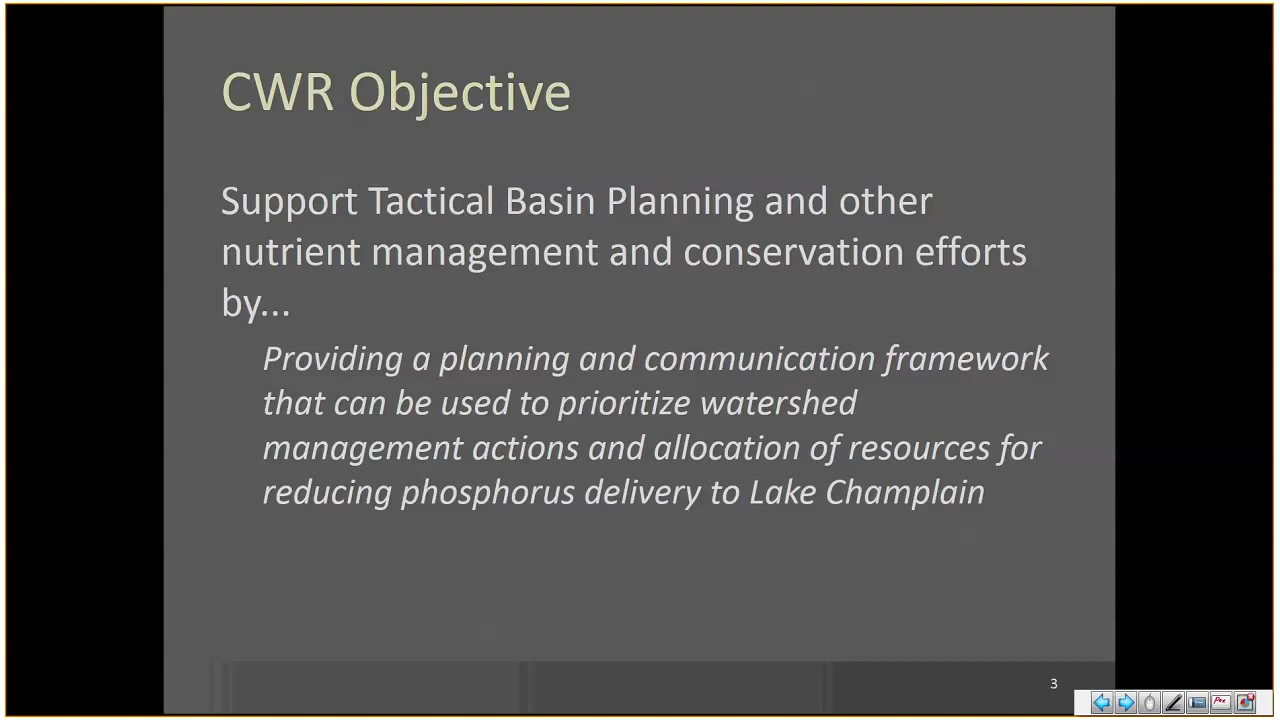 CWR Objective
Support Tactical Basin Planning and other
nutrient management and conservation efforts
by...
Providing a planning and communication framework
that can be used to prioritize watershed
management actions and allocation of resources for
reducing phosphorus delivery to Lake Champlain
3